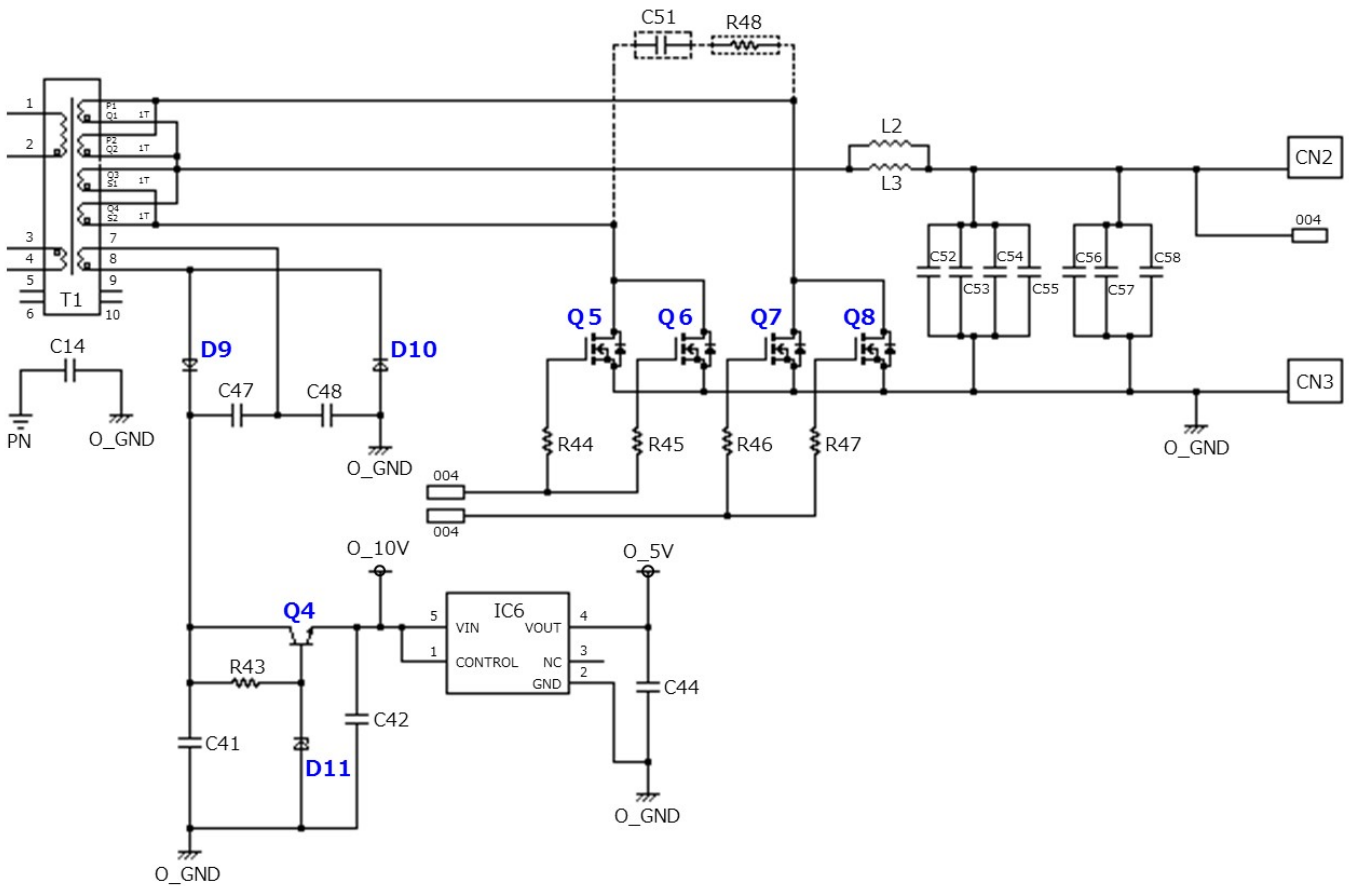 C51
R48
1
P1
Q1
1T
2
P2
Q2
1T
Q3
S1
1T
Q4
S2
1T
3
7
4
8
5
9
6
T1
10
L2
L3
CN2
004
C52
C53
C54
C55
C56
C57
C58
Q5
Q6
Q7
Q8
D9
D10
C14
C47
C48
PN
O_GND
O_GND
CN3
O_GND
R44
R45
R46
R47
004
004
O_10V
O_5V
Q4
IC6
5
VIN
VOUT
4
1
CONTROL
NC
3
GND
2
R43
C44
C41
C42
D11
O_GND
O_GND